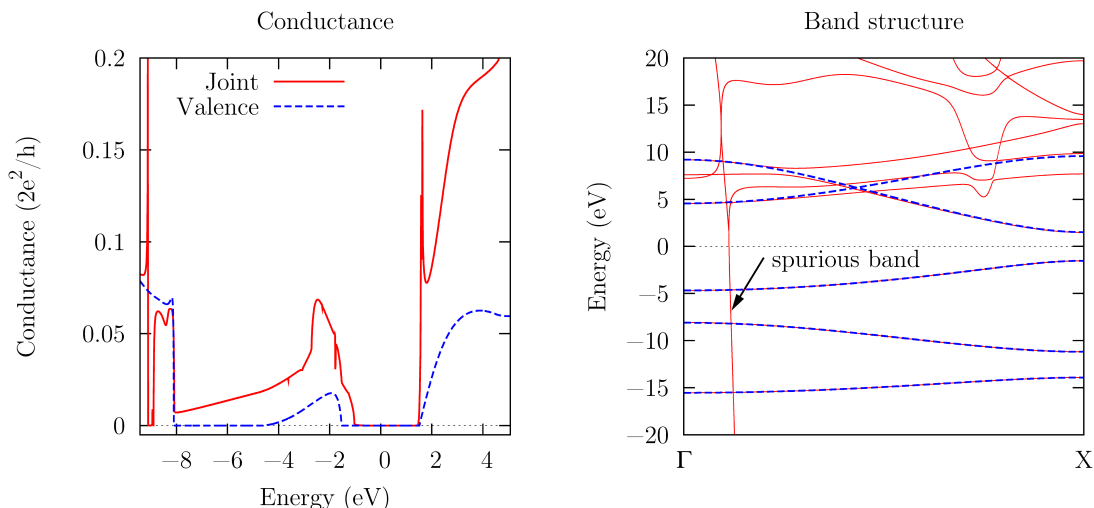 Conductance
0.2
0.15
0.1
0.05
0
Conductance (2e²/h)
Joint
Valence
−8 −6 −4 −2 0 2 4
Energy (eV)
Band structure
20
15
10
5
0
−5
−10
−15
−20
Energy (eV)
spurious band
Γ X